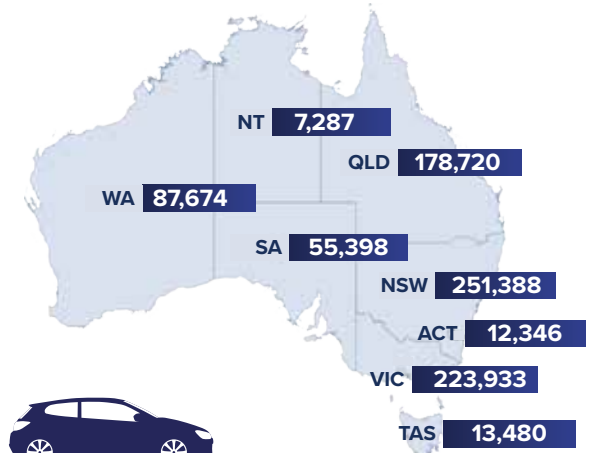 NT 7,287
QLD 178,720
WA 87,674
SA 55,398
NSW 251,388
ACT 12,346
VIC 223,933
TAS 13,480